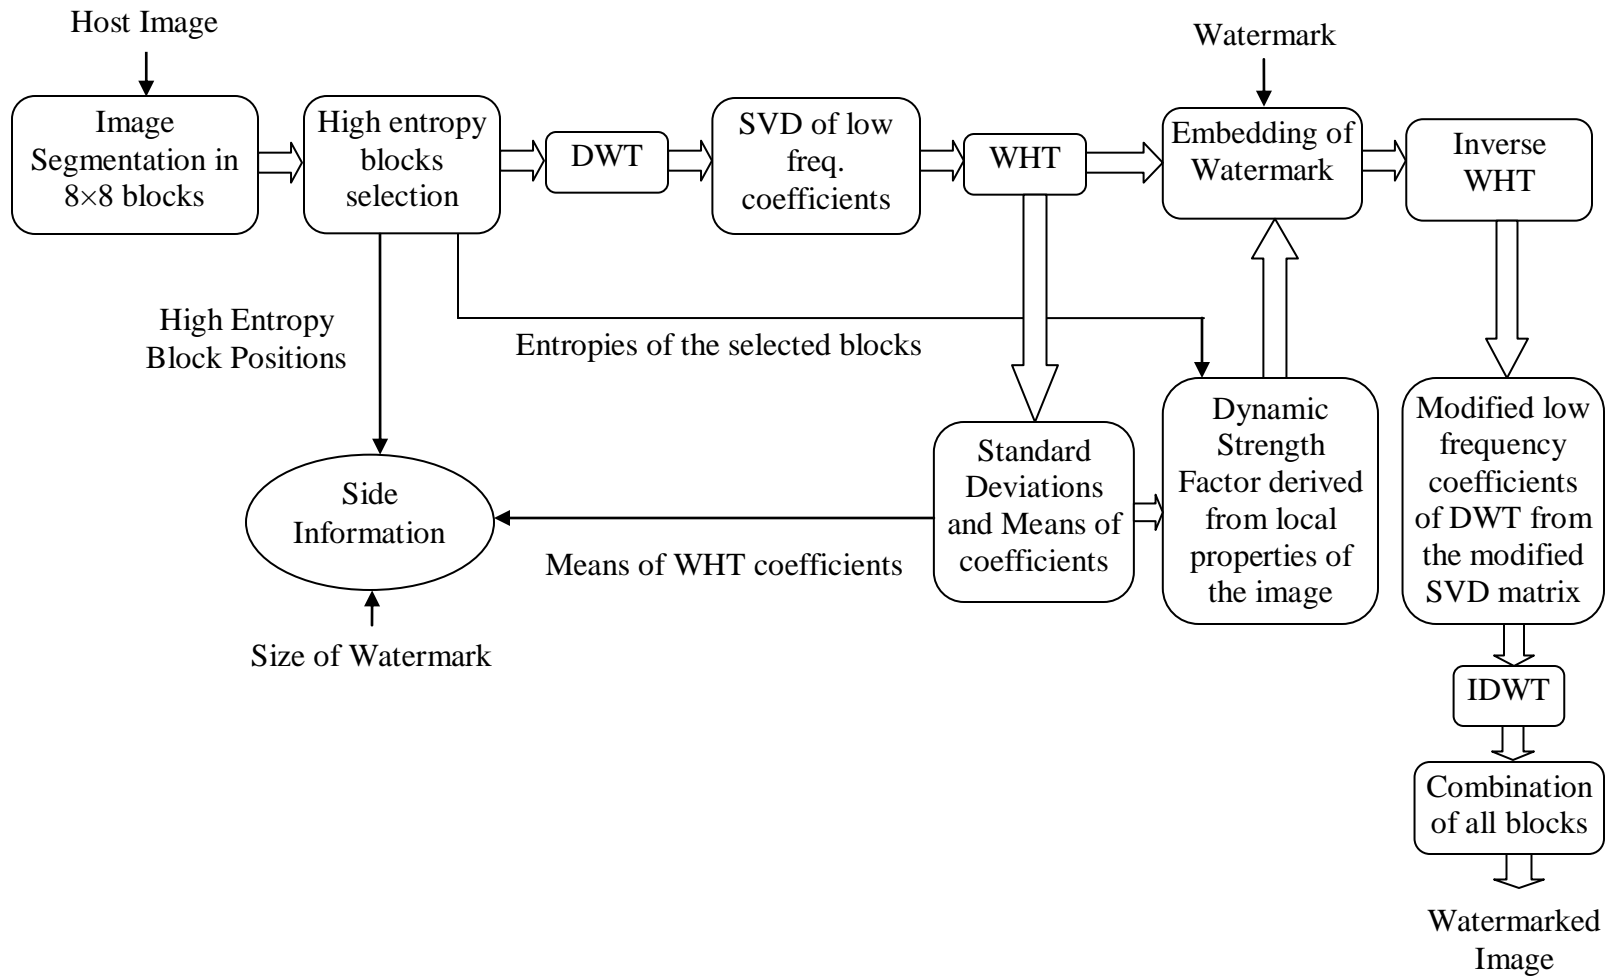 Host Image
Image
Segmentation in
8×8 blocks
High entropy
blocks
selection
DWT
SVD of low
freq.
coefficients
WHT
Watermark
Embedding of
Watermark
Inverse
WHT
High Entropy
Block Positions
Entropies of the selected blocks
Side
Information
Means of WHT coefficients
Size of Watermark
Standard
Deviations
and Means of
coefficients
Dynamic
Strength
Factor derived
from local
properties of
the image
Modified low
frequency
coefficients
of DWT from
the modified
SVD matrix
IDWT
Combination
of all blocks
Watermarked
Image